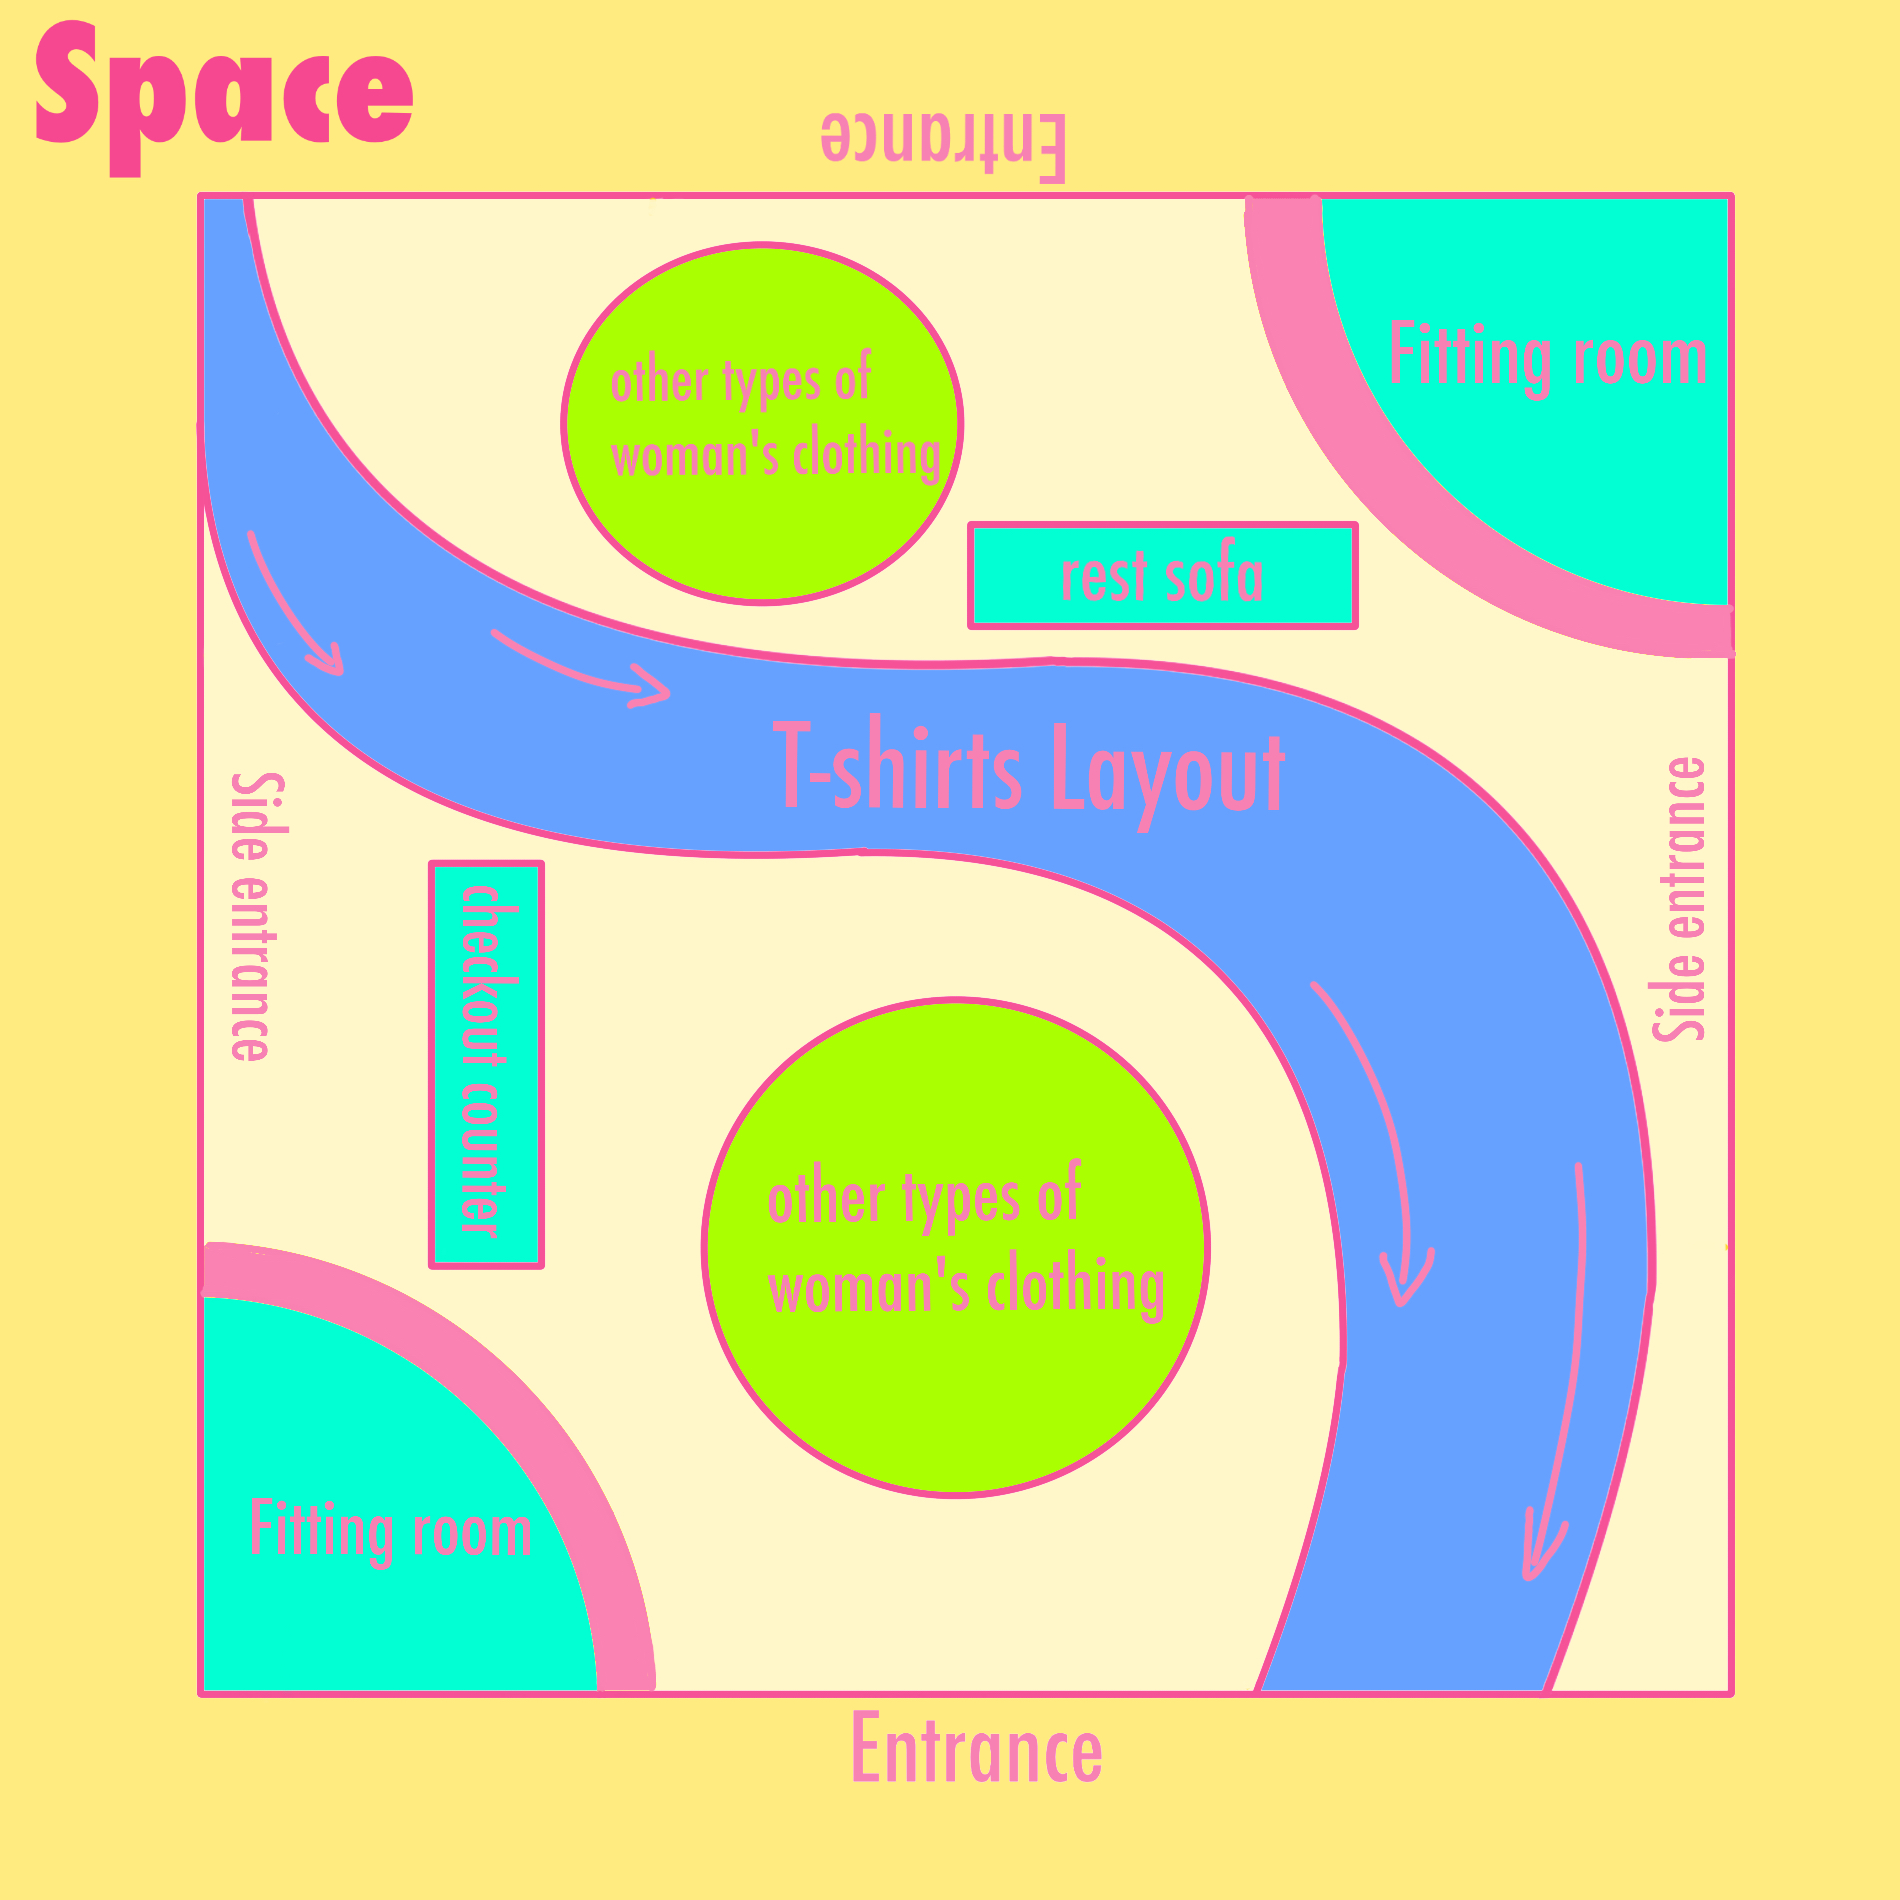 Space
Entrance
other types of
woman's clothing
Fitting room
rest sofa
T-shirts Layout
Side entrance
Side entrance
checkout counter
other types of
woman's clothing
Fitting room
Entrance